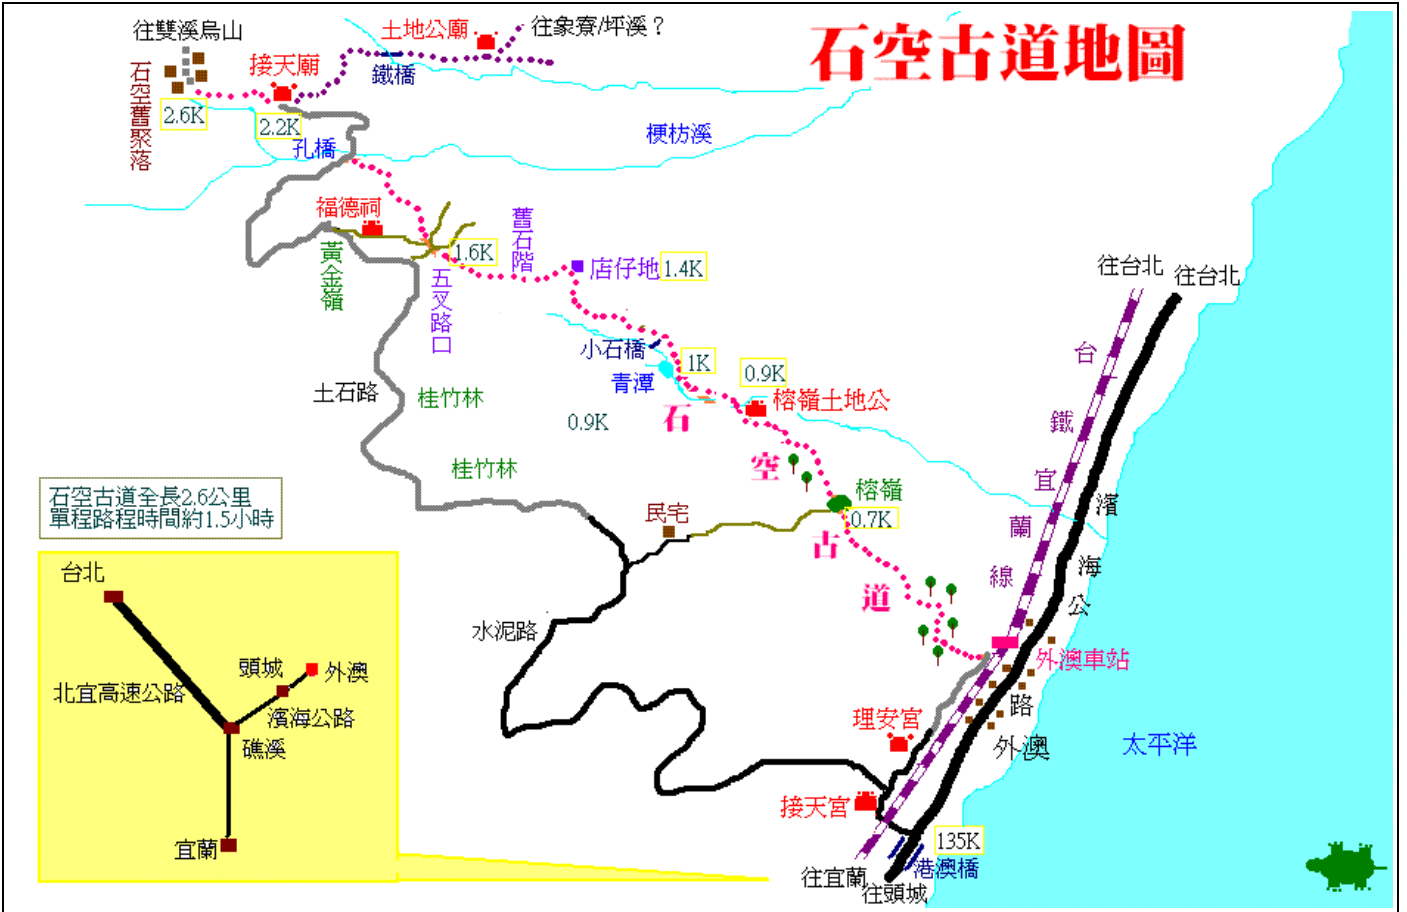 石空古道地圖
往雙溪烏山
土地公廟
往象寮/坪溪？
接天廟
鐵橋
石空舊聚落
2.6K
2.2K
孔橋
梗枋溪
福德祠
舊石階
黃金嶺
1.6K
五叉路口
店仔地
1.4K
往台北
往台北
小石橋
1K
青潭
0.9K
榕嶺土地公
台鐵宜蘭線
土石路
桂竹林
0.9K
石空古道
桂竹林
榕嶺
0.7K
民宅
濱海公路
石空古道全長2.6公里
單程路程時間約1.5小時
水泥路
外澳車站
台北
頭城
外澳
北宜高速公路
濱海公路
礁溪
宜蘭
理安宮
外澳
太平洋
接天宮
135K
港澳橋
往宜蘭
往頭城